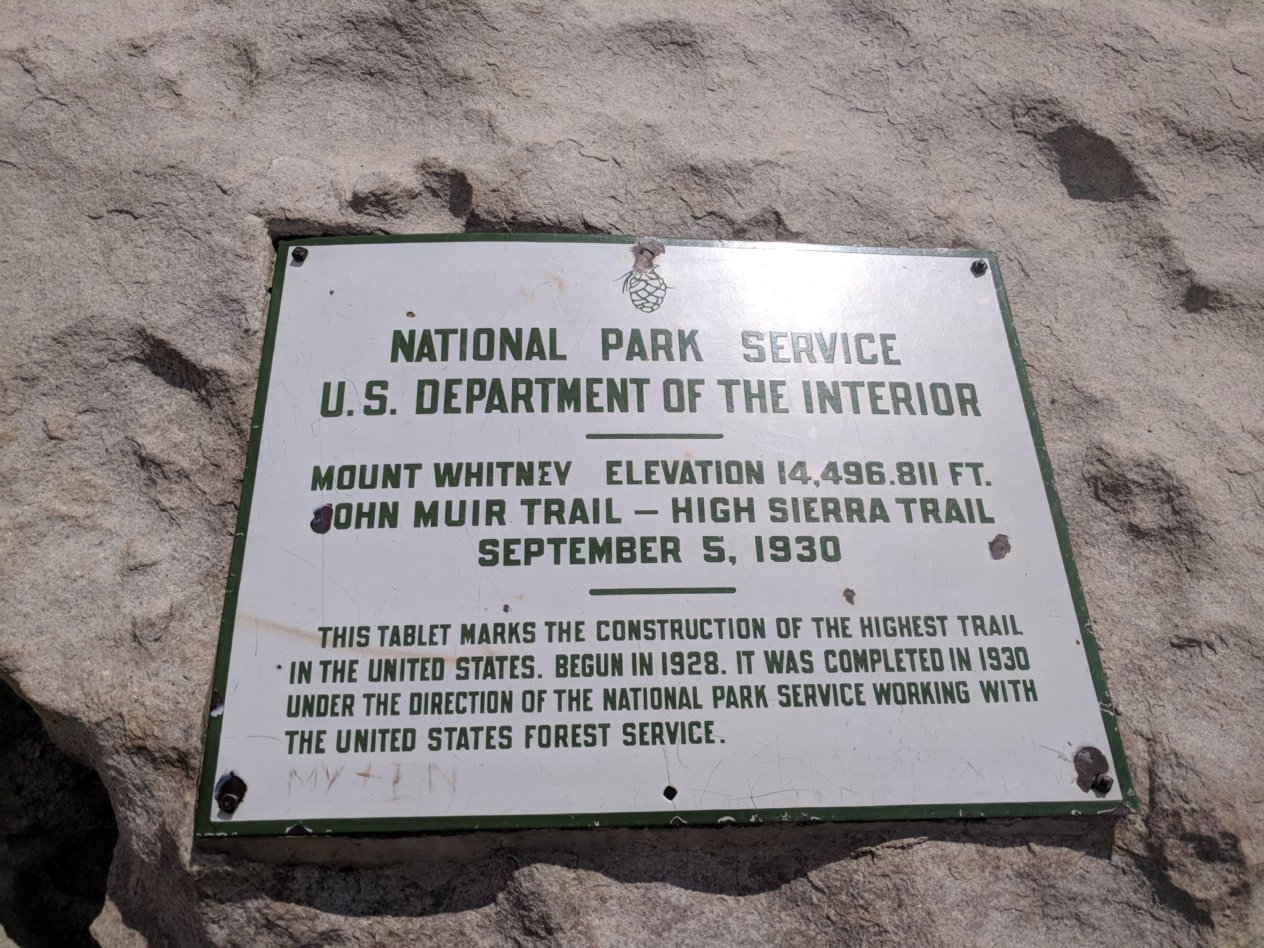 NATIONAL PARK SERVICE
U.S. DEPARTMENT OF THE INTERIOR
MOUNT WHITNEY ELEVATION 14,496.811 FT.
OHN MUIR TRAIL — HIGH SIERRA TRAIL
SEPTEMBER 5, 1930
THIS TABLET MARKS THE CONSTRUCTION OF THE HIGHEST TRAIL
IN THE UNITED STATES. BEGUN IN 1928. IT WAS COMPLETED IN 1930
UNDER THE DIRECTION OF THE NATIONAL PARK SERVICE WORKING WITH
THE UNITED STATES FOREST SERVICE.